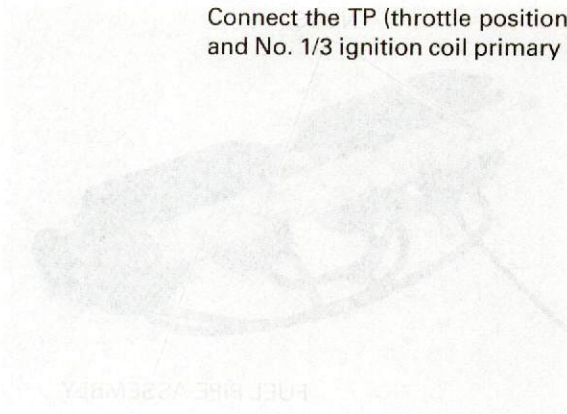 Connect the TP (throttle position
and No. 1/3 ignition coil primary
FUEL PIPE ASSEMBLY